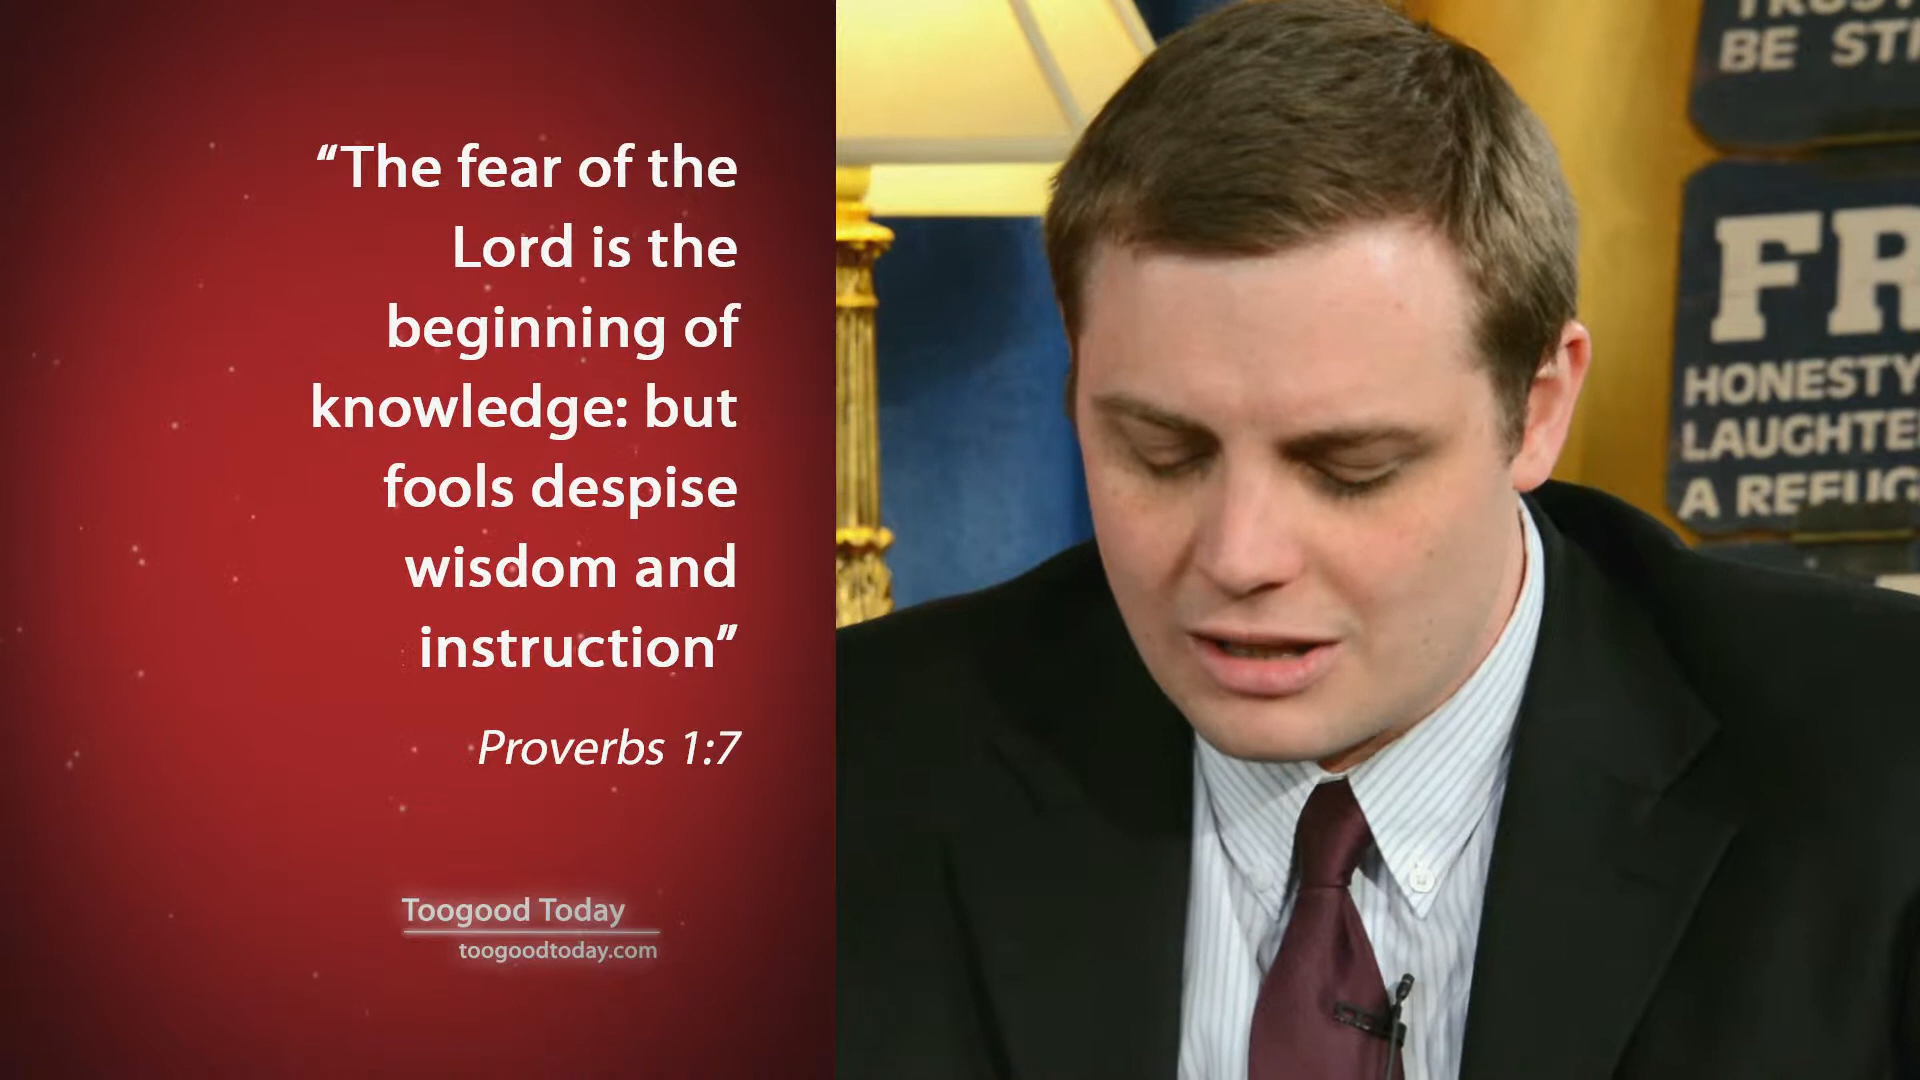 “The fear of the
Lord is the
beginning of
knowledge: but
fools despise
wisdom and
instruction”
Proverbs 1:7
Toogood Today
toogoodtoday.com
BE
HONESTY